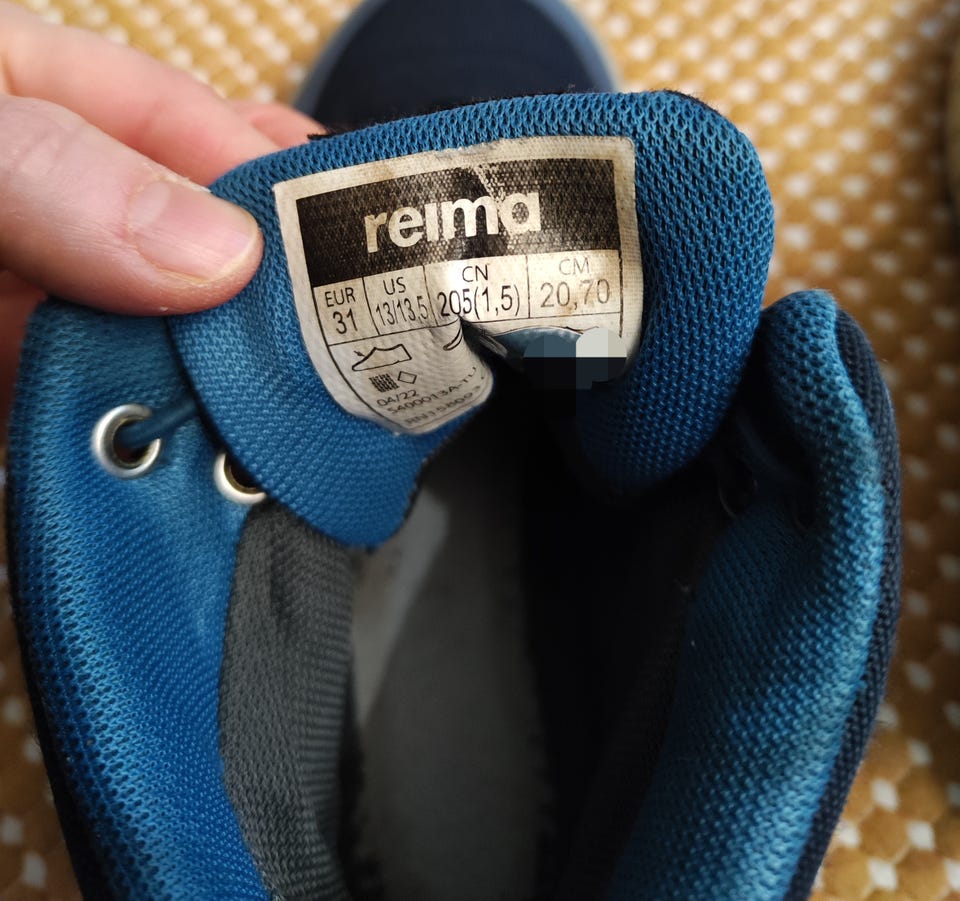 reima
EUR US CN CM
31 13/13,5 205(1,5) 20,70
04/22